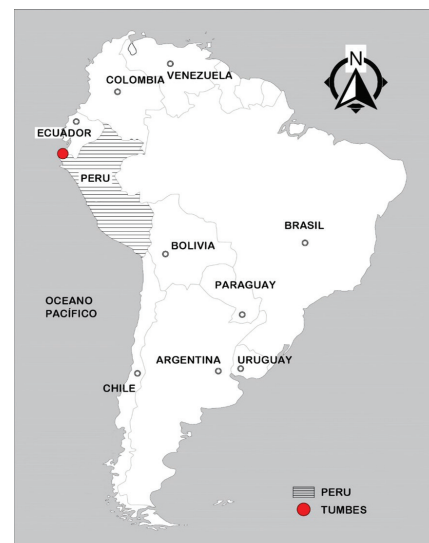 N
VENEZUELA
COLOMBIA
ECUADOR
PERU
BRASIL
BOLIVIA
PARAGUAY
OCEANO
PACÍFICO
ARGENTINA
URUGUAY
CHILE
PERU
TUMBES